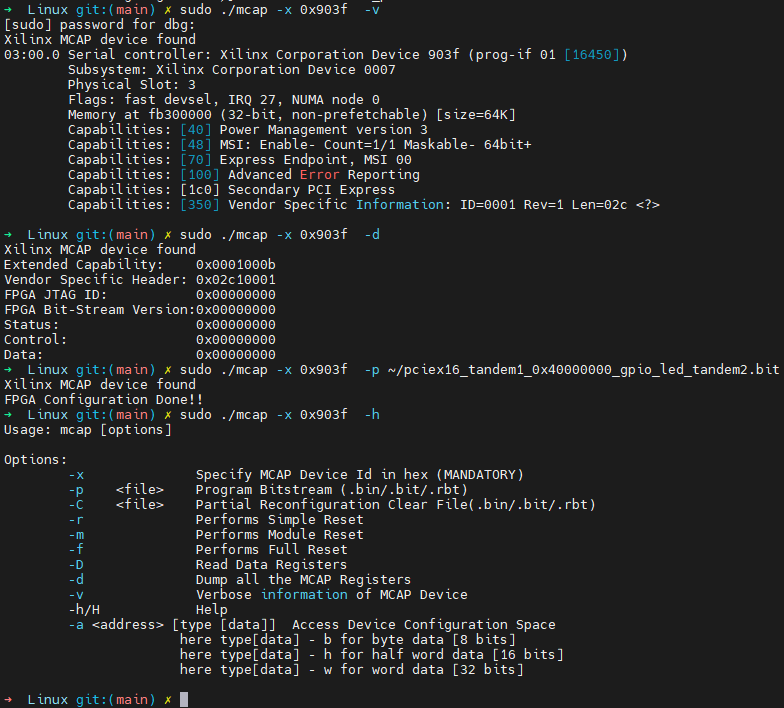 → Linux git:(main) ✗ sudo ./mcap -x 0x903f -v
[sudo] password for dbg:
Xilinx MCAP device found
03:00.0 Serial controller: Xilinx Corporation Device 903f (prog-if 01 [16450])
Subsystem: Xilinx Corporation Device 0007
Physical Slot: 3
Flags: fast devsel, IRQ 27, NUMA node 0
Memory at fb300000 (32-bit, non-prefetchable) [size=64K]
Capabilities: [40] Power Management version 3
Capabilities: [48] MSI: Enable- Count=1/1 Maskable- 64bit+
Capabilities: [70] Express Endpoint, MSI 00
Capabilities: [100] Advanced Error Reporting
Capabilities: [1c0] Secondary PCI Express
Capabilities: [350] Vendor Specific Information: ID=0001 Rev=1 Len=02c <?>
→ Linux git:(main) ✗ sudo ./mcap -x 0x903f -d
Xilinx MCAP device found
Extended Capability: 0x0001000b
Vendor Specific Header: 0x02c10001
FPGA JTAG ID: 0x00000000
FPGA Bit-Stream Version:0x00000000
Status: 0x00000000
Control: 0x00000000
Data: 0x00000000
→ Linux git:(main) ✗ sudo ./mcap -x 0x903f -p ~/pciex16_tandem1_0x40000000_gpio_led_tandem2.bit
Xilinx MCAP device found
FPGA Configuration Done!!
→ Linux git:(main) ✗ sudo ./mcap -x 0x903f -h
Usage: mcap [options]
Options:
-x Specify MCAP Device Id in hex (MANDATORY)
-p <file> Program Bitstream (.bin/.bit/.rbt)
-C <file> Partial Reconfiguration Clear File(.bin/.bit/.rbt)
-r Performs Simple Reset
-m Performs Module Reset
-f Performs Full Reset
-D Read Data Registers
-d Dump all the MCAP Registers
-v Verbose information of MCAP Device
-h/H Help
-a <address> [type [data]] Access Device Configuration Space
here type[data] - b for byte data [8 bits]
here type[data] - h for half word data [16 bits]
here type[data] - w for word data [32 bits]
→ Linux git:(main) ✗